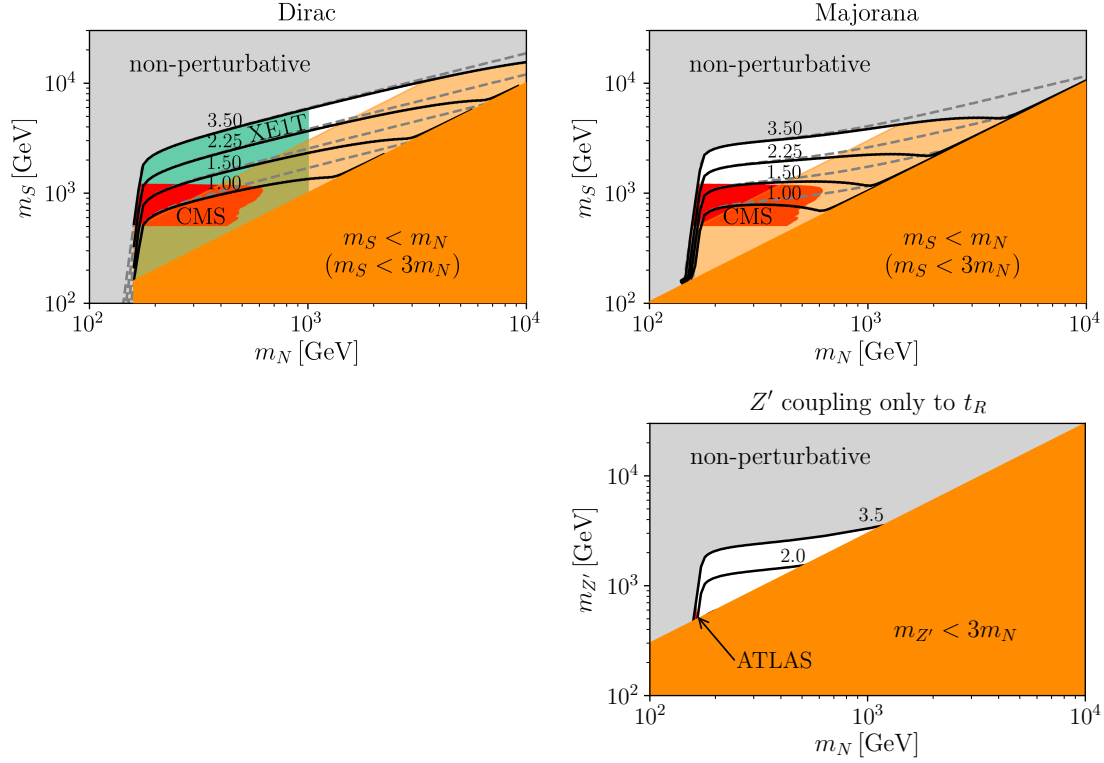 Dirac
non-perturbative
3.50
XE1T
2.25
1.50
1.00
CMS
m_S < m_N
(m_S < 3m_N)
10^4
10^3
10^2
m_S [GeV]
10^2
10^3
10^4
m_N [GeV]
Majorana
non-perturbative
3.50
2.25
1.50
1.00
CMS
m_S < m_N
(m_S < 3m_N)
10^4
10^3
10^2
m_S [GeV]
10^2
10^3
10^4
m_N [GeV]
Z′ coupling only to t_R
non-perturbative
3.5
2.0
m_{Z′} < 3m_N
ATLAS
10^4
10^3
10^2
m_{Z′} [GeV]
10^2
10^3
10^4
m_N [GeV]